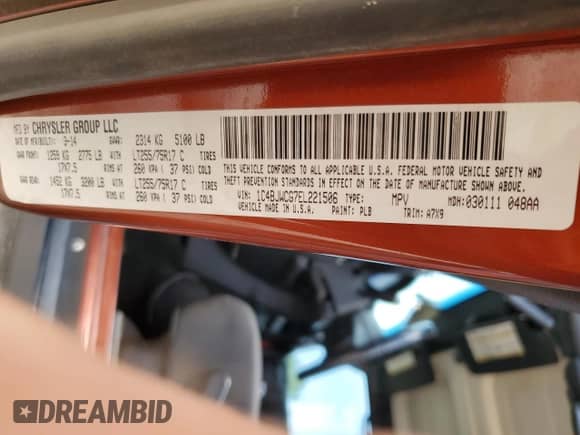 MFD BY CHRYSLER GROUP LLC
DATE OF MFR(BUILT): 3-14 GVWR: 2314 KG 5100 LB
GAWR FRONT: 1259 KG 2775 LB WITH LT255/75R17 C TIRES
17X7.5 RIMS AT 260 KPA ( 37 PSI) COLD
GAWR REAR: 1452 KG 3200 LB WITH LT255/75R17 C TIRES
17X7.5 RIMS AT 260 KPA ( 37 PSI) COLD
THIS VEHICLE CONFORMS TO ALL APPLICABLE U.S.A. FEDERAL MOTOR VEHICLE SAFETY AND
THEFT PREVENTION STANDARDS IN EFFECT ON THE DATE OF MANUFACTURE SHOWN ABOVE.
VIN: 1C4BJWCG7EL221506 TYPE: MPV MDH: 030111 048AA
VEHICLE MADE IN U.S.A. PAINT: PLB TRIM: A7X9
DREAMBID